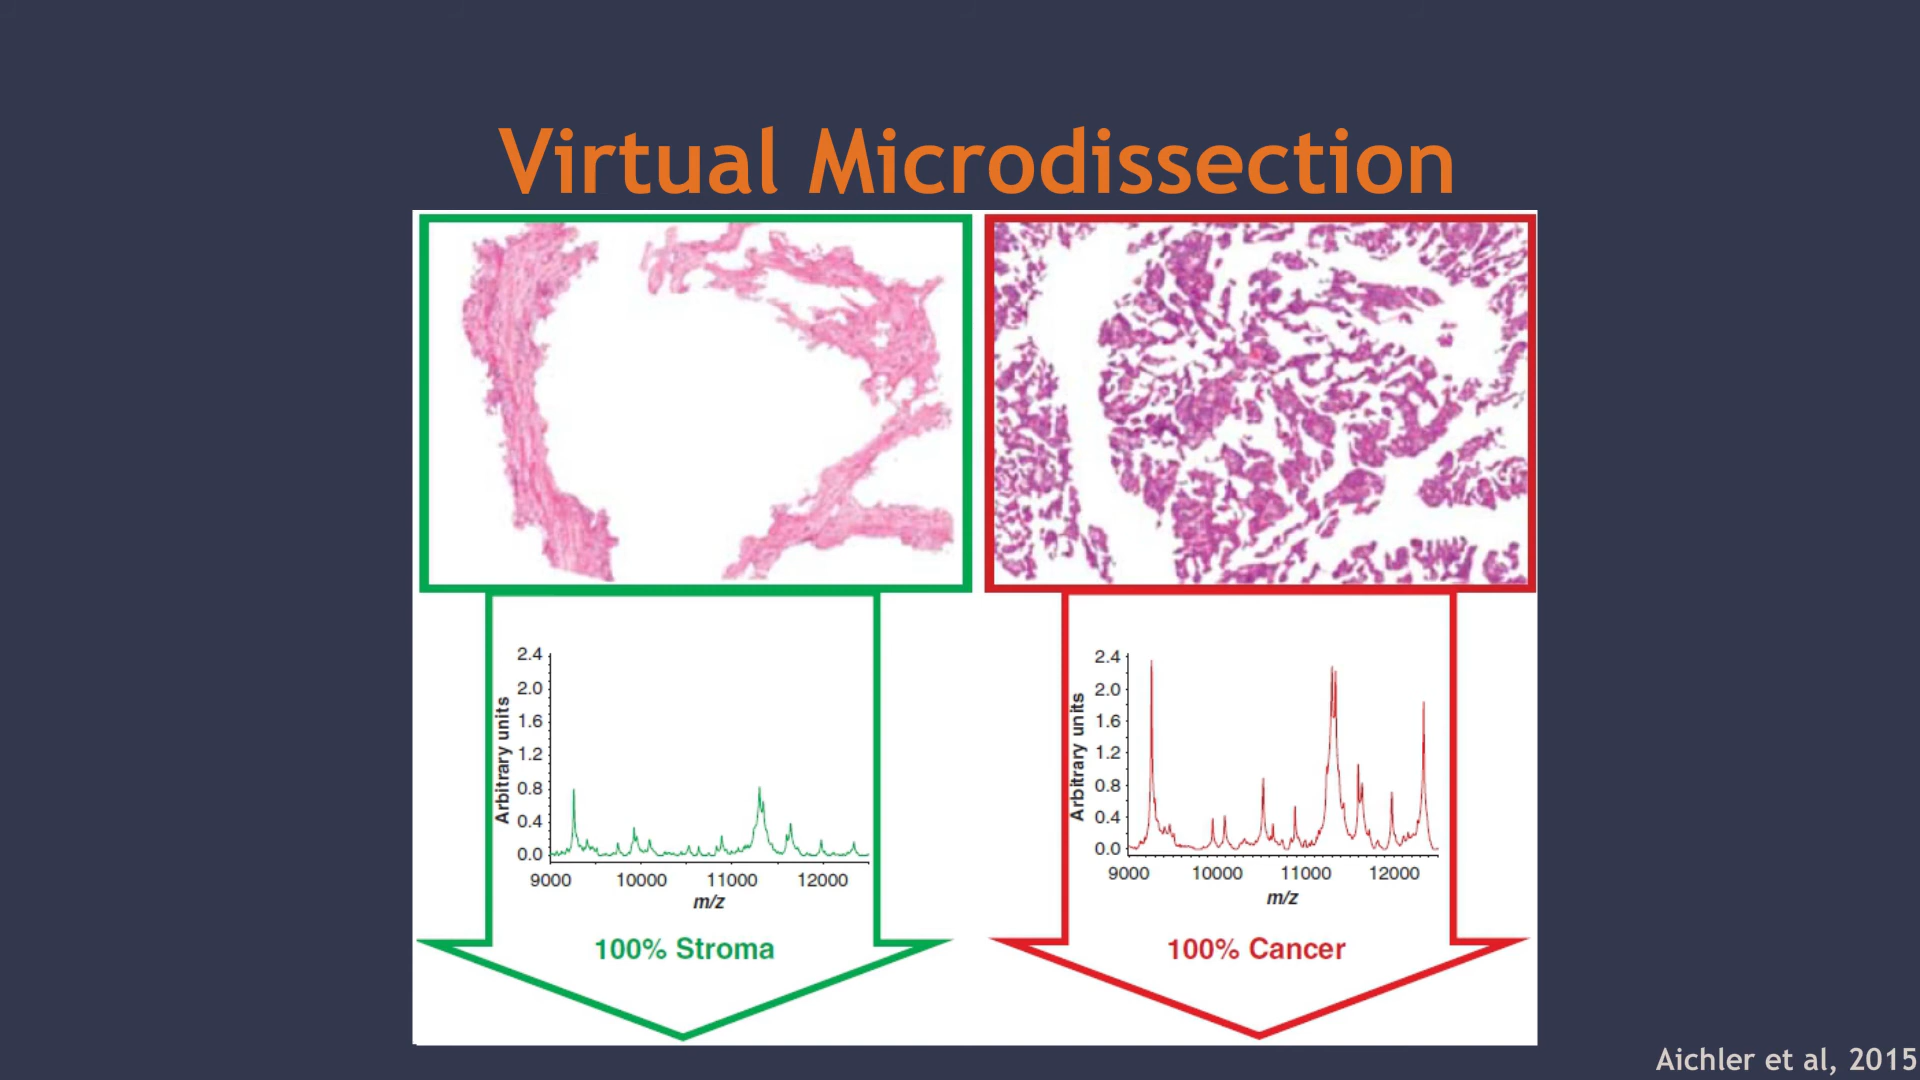 Virtual Microdissection
2.4
2.0
1.6
1.2
0.8
0.4
0.0
Arbitrary units
9000 10000 11000 12000
m/z
100% Stroma
2.4
2.0
1.6
1.2
0.8
0.4
0.0
Arbitrary units
9000 10000 11000 12000
m/z
100% Cancer
Aichler et al, 2015